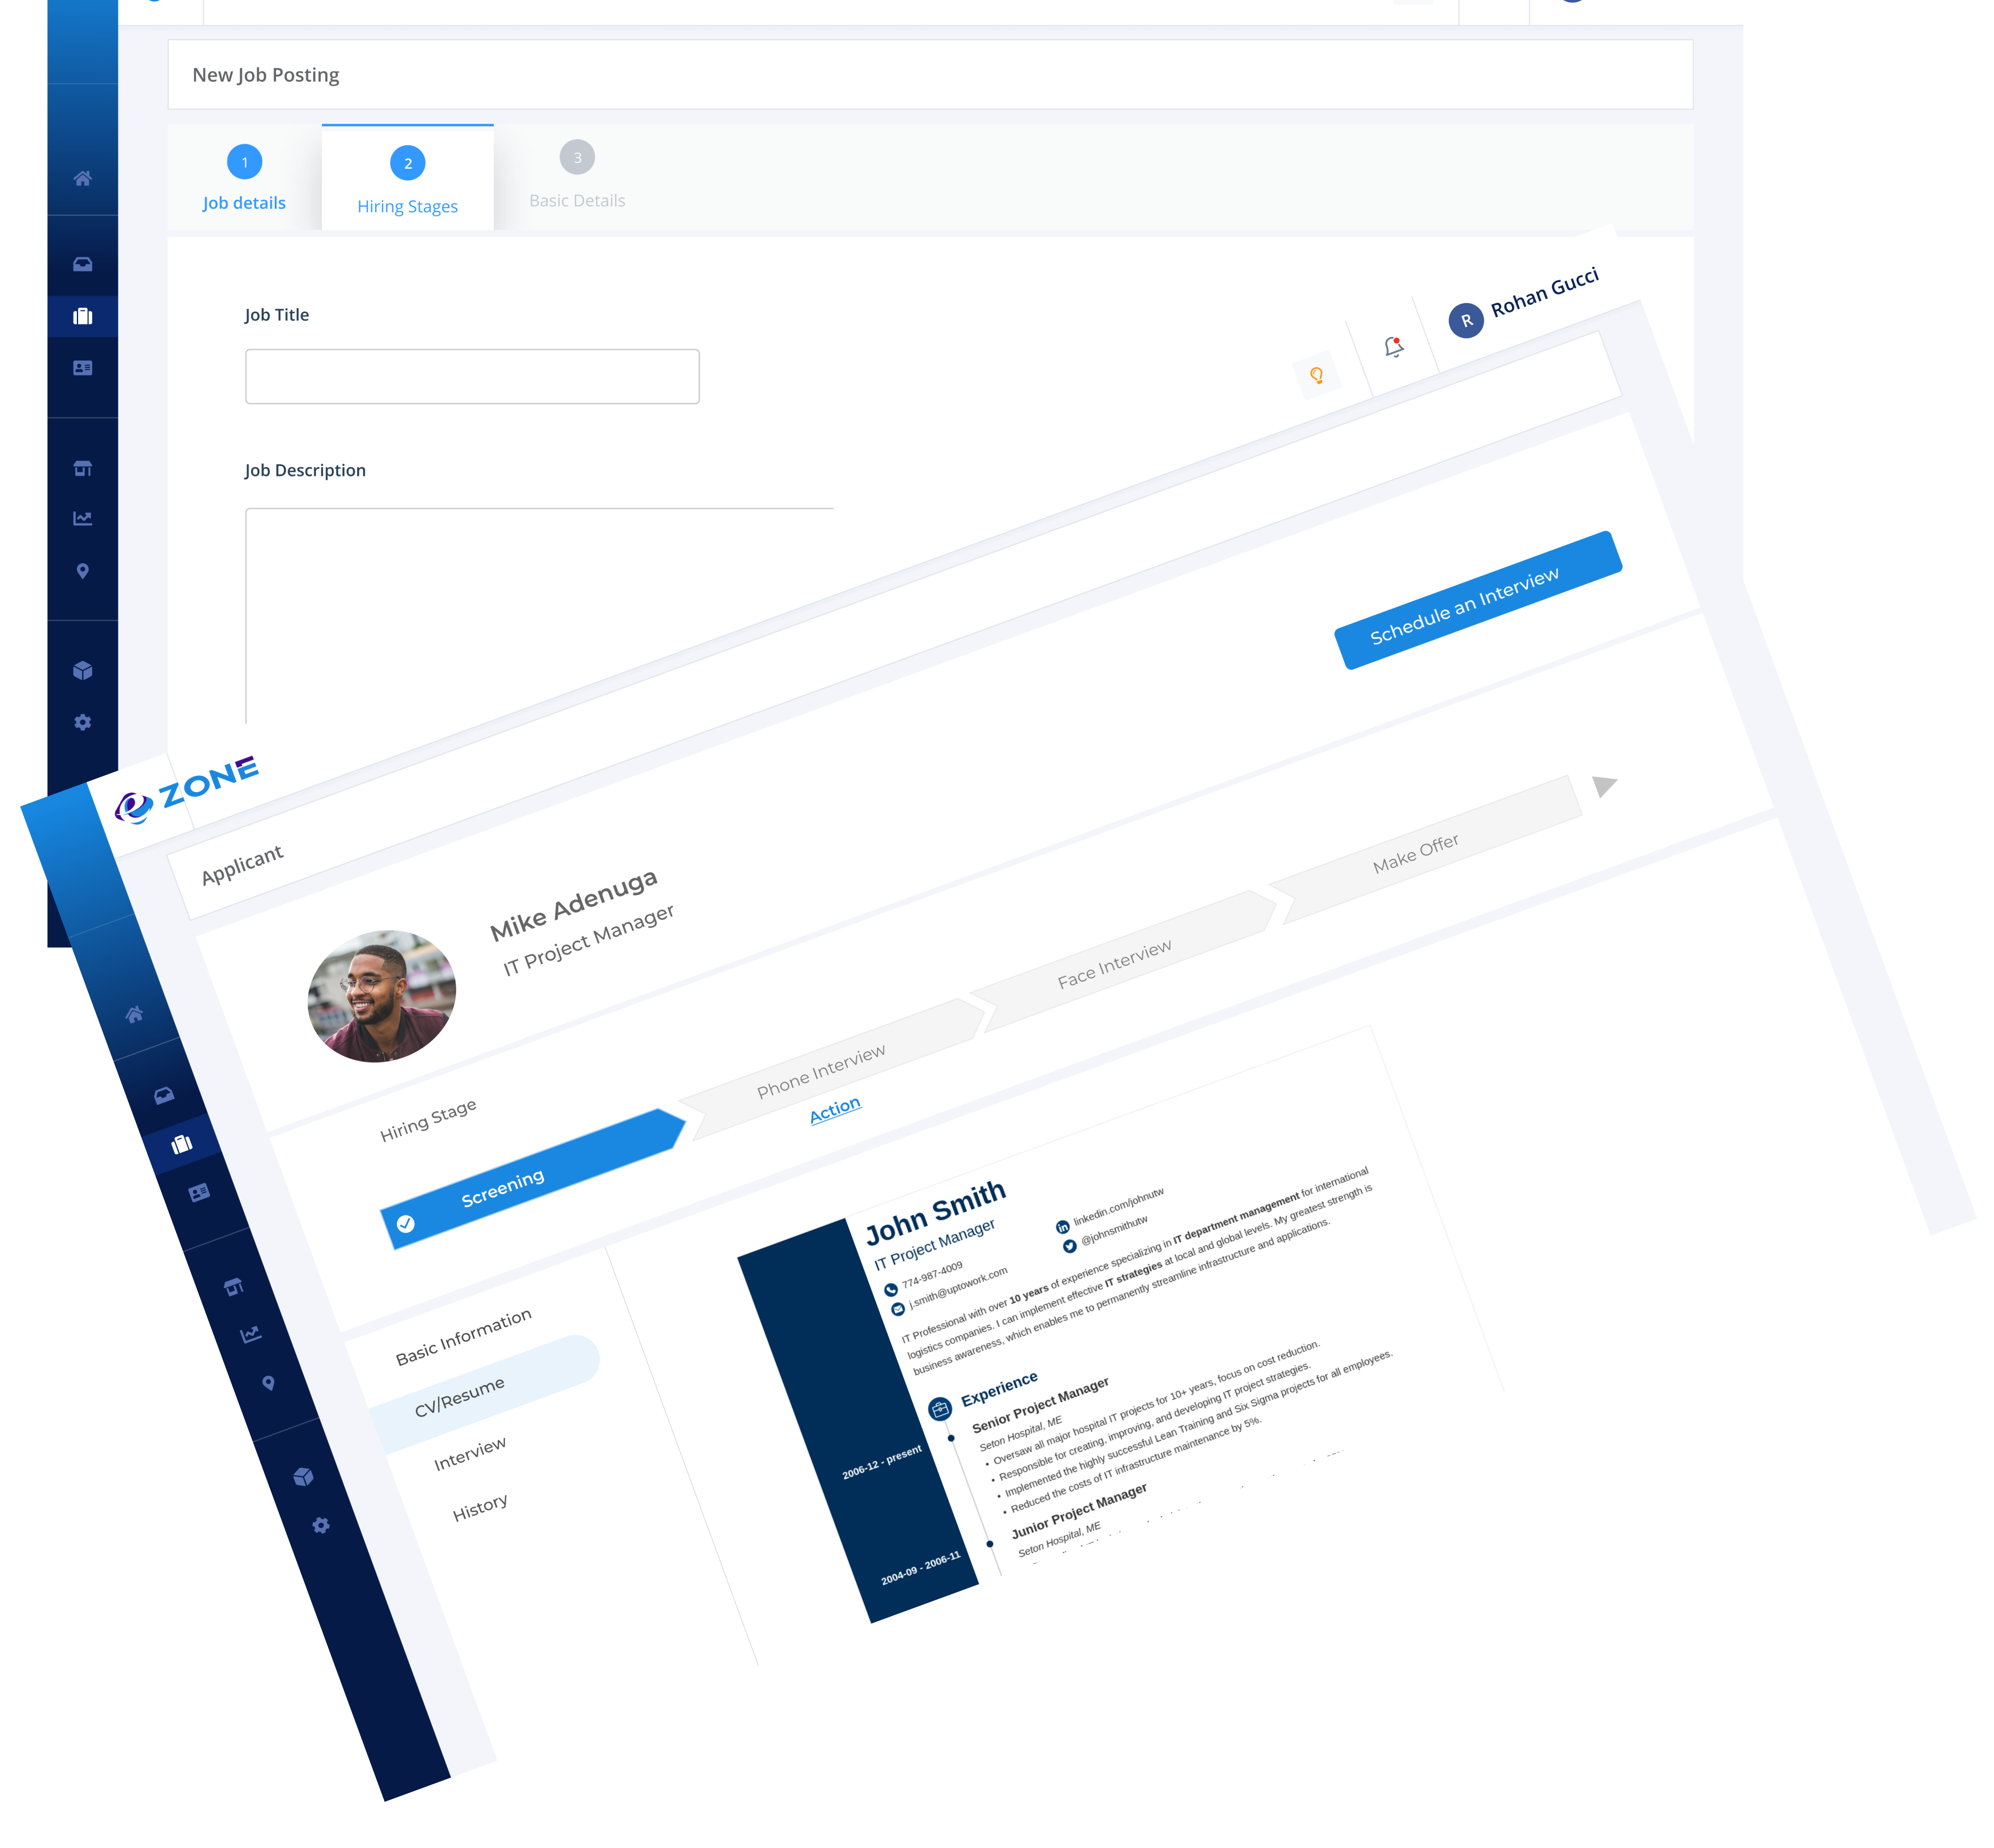 New Job Posting
1
Job details
2
Hiring Stages
3
Basic Details
Job Title
Job Description
R Rohan Gucci
ZONE
Applicant
Mike Adenuga
IT Project Manager
Schedule an Interview
Hiring Stage
Screening
Phone Interview
Face Interview
Make Offer
Action
Basic Information
CV/Resume
Interview
History
John Smith
IT Project Manager
774-987-4009
j.smith@uptowork.com
linkedin.com/johnutw
@johnsmithutw
IT Professional with over 10 years of experience specializing in IT department management for international
logistics companies. I can implement effective IT strategies at local and global levels. My greatest strength is
business awareness, which enables me to permanently streamline infrastructure and applications.
Experience
2006-12 - present
Senior Project Manager
Seton Hospital, ME
• Oversaw all major hospital IT projects for 10+ years, focus on cost reduction.
• Responsible for creating, improving, and developing IT project strategies.
• Implemented the highly successful Lean Training and Six Sigma projects for all employees.
• Reduced the costs of IT infrastructure maintenance by 5%.
2004-09 - 2006-11
Junior Project Manager
Seton Hospital, ME